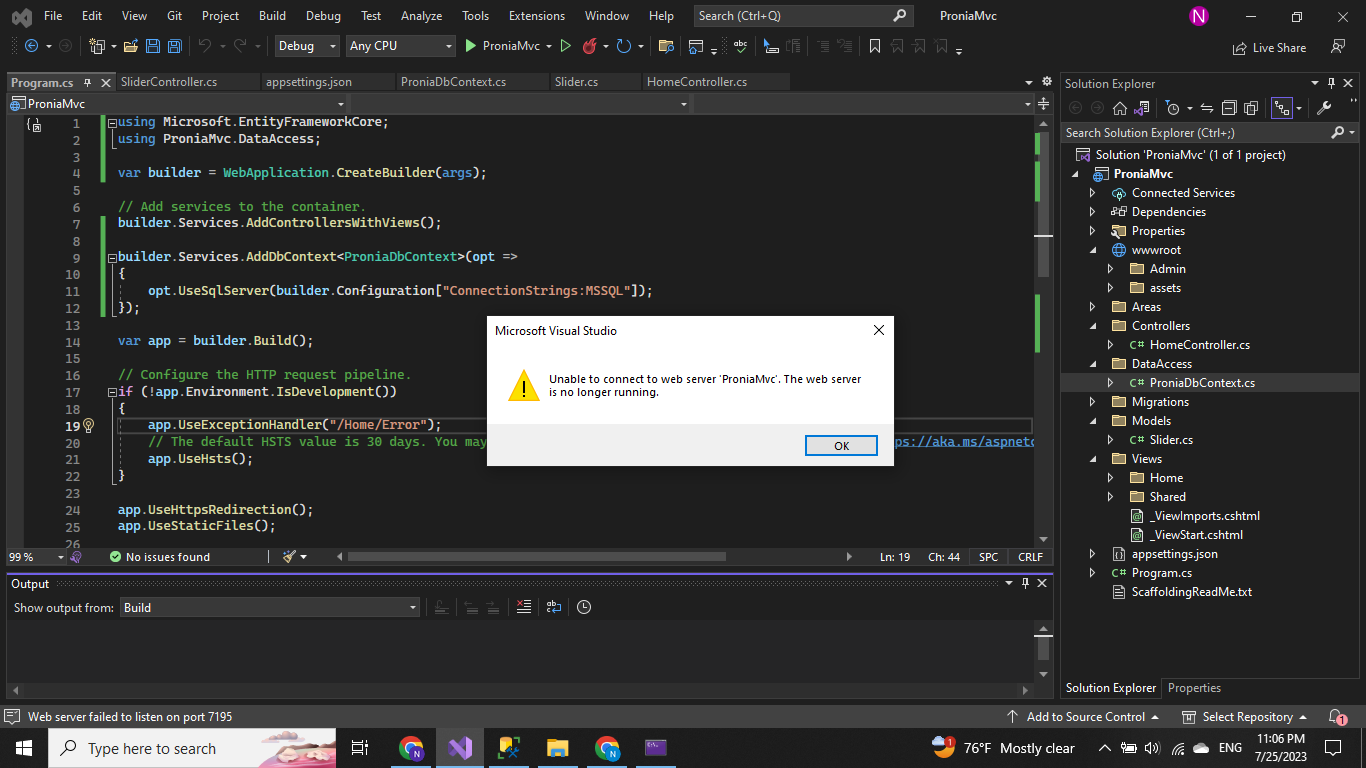 File Edit View Git Project Build Debug Test Analyze Tools Extensions Window Help Search (Ctrl+Q) ProniaMvc N
Debug Any CPU ProniaMvc Live Share
Program.cs SliderController.cs appsettings.json ProniaDbContext.cs Slider.cs HomeController.cs
ProniaMvc
1 using Microsoft.EntityFrameworkCore;
2 using ProniaMvc.DataAccess;
3
4 var builder = WebApplication.CreateBuilder(args);
5
6 // Add services to the container.
7 builder.Services.AddControllersWithViews();
8
9 builder.Services.AddDbContext<ProniaDbContext>(opt =>
10 {
11 opt.UseSqlServer(builder.Configuration["ConnectionStrings:MSSQL"]);
12 });
13
14 var app = builder.Build();
15
16 // Configure the HTTP request pipeline.
17 if (!app.Environment.IsDevelopment())
18 {
19 app.UseExceptionHandler("/Home/Error");
20 // The default HSTS value is 30 days. You may ps://aka.ms/aspnetc
21 app.UseHsts();
22 }
23
24 app.UseHttpsRedirection();
25 app.UseStaticFiles();
26
Microsoft Visual Studio
Unable to connect to web server 'ProniaMvc'. The web server
is no longer running.
OK
99 % No issues found Ln: 19 Ch: 44 SPC CRLF
Output
Show output from: Build
Solution Explorer
Search Solution Explorer (Ctrl+;)
Solution 'ProniaMvc' (1 of 1 project)
ProniaMvc
Connected Services
Dependencies
Properties
wwwroot
Admin
assets
Areas
Controllers
C# HomeController.cs
DataAccess
C# ProniaDbContext.cs
Migrations
Models
C# Slider.cs
Views
Home
Shared
_ViewImports.cshtml
_ViewStart.cshtml
appsettings.json
C# Program.cs
ScaffoldingReadMe.txt
Solution Explorer Properties
Web server failed to listen on port 7195 Add to Source Control Select Repository 1
Type here to search N N 1 76°F Mostly clear ENG 11:06 PM
7/25/2023